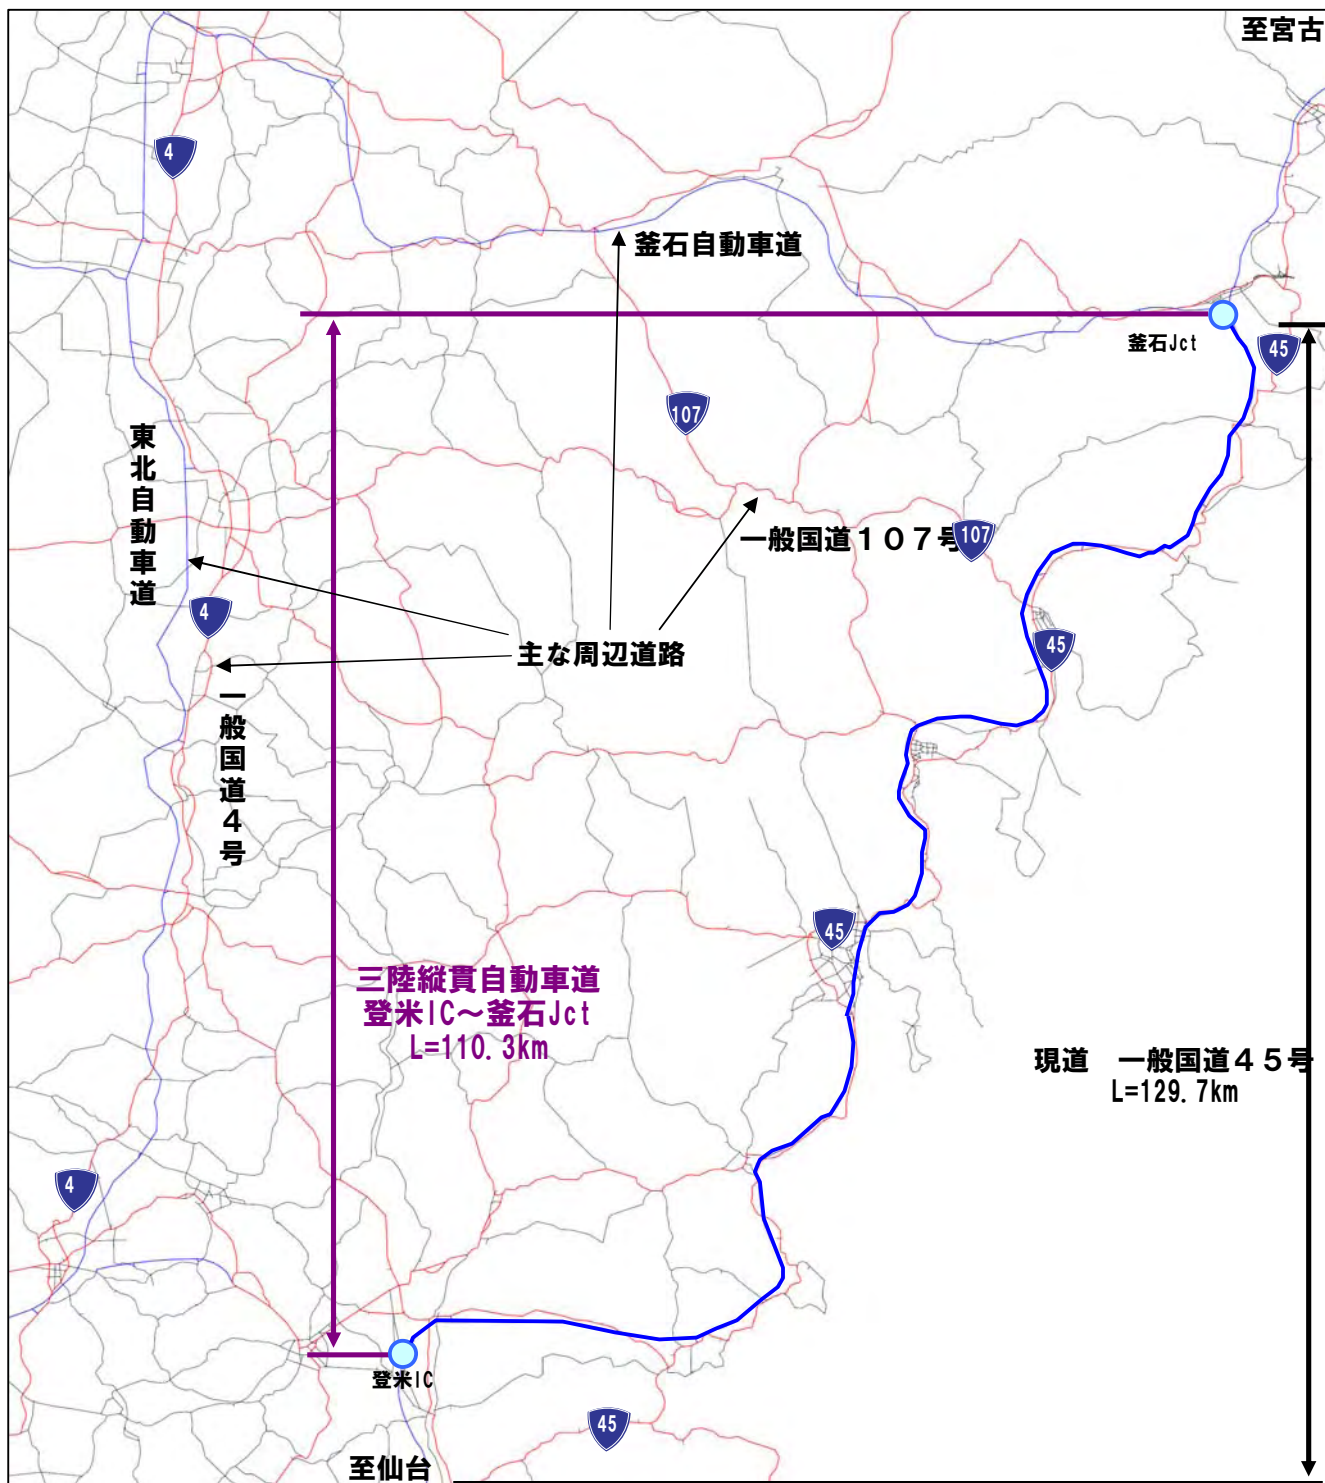 至宮古
4
釜石自動車道
釜石Jct
45
107
東北自動車道
一般国道１０７号
107
4
主な周辺道路
45
一般国道４号
45
三陸縦貫自動車道
登米IC～釜石Jct
L=110.3km
現道　一般国道４５号
L=129.7km
4
登米IC
45
至仙台